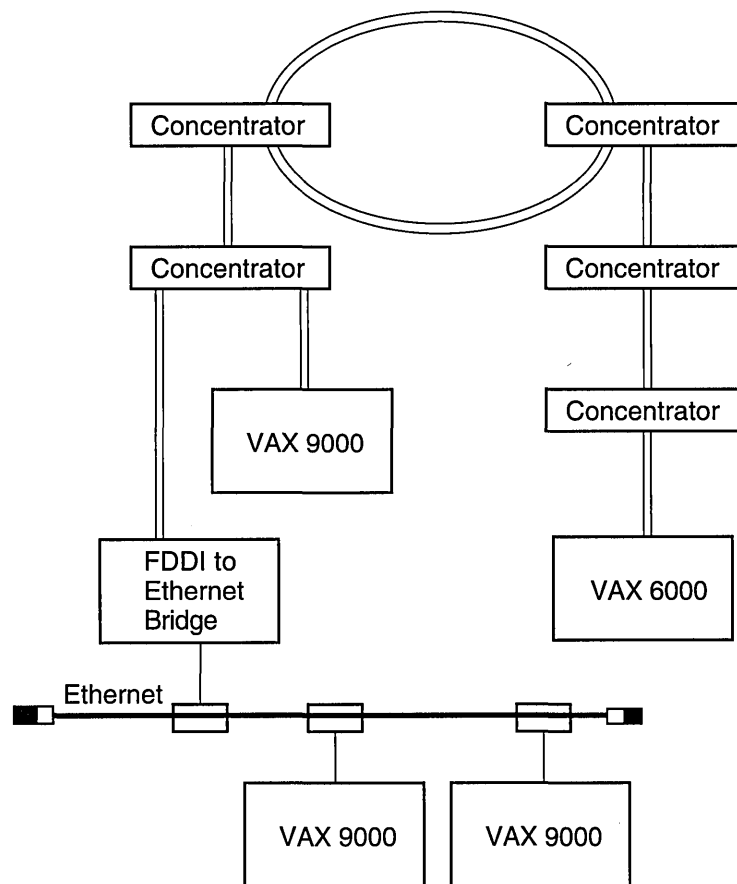 Concentrator
Concentrator
Concentrator
Concentrator
Concentrator
VAX 9000
FDDI to
Ethernet
Bridge
VAX 6000
Ethernet
VAX 9000
VAX 9000